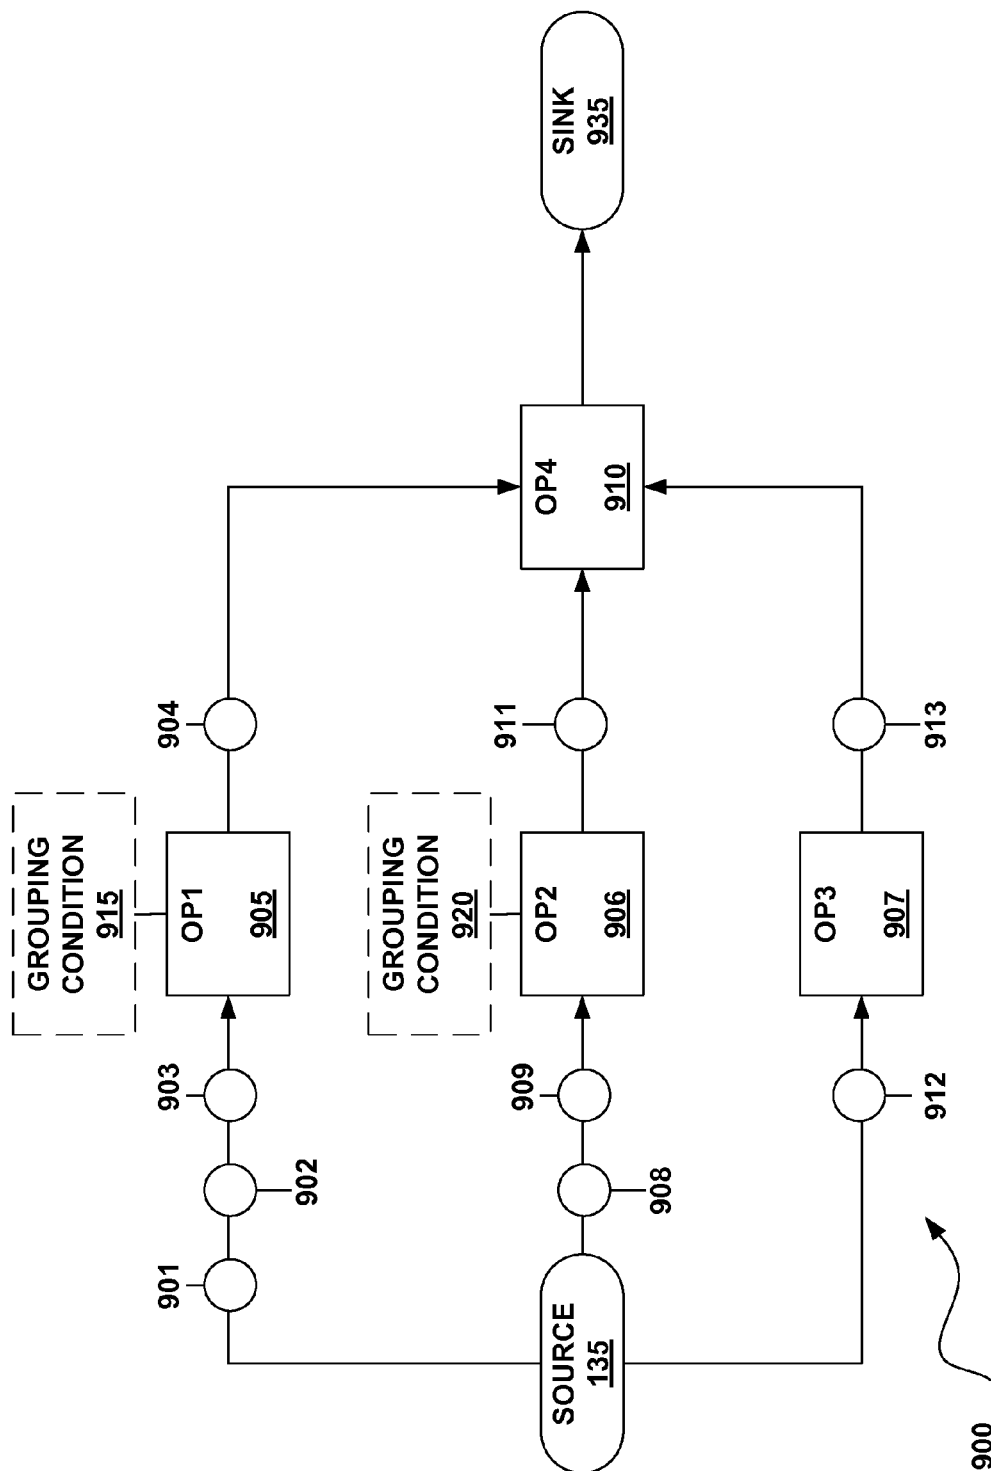 GROUPING
CONDITION
915
GROUPING
CONDITION
920
901
902
903
OP1
905
904
SOURCE
135
908
909
OP2
906
911
OP4
910
SINK
935
912
OP3
907
913
900